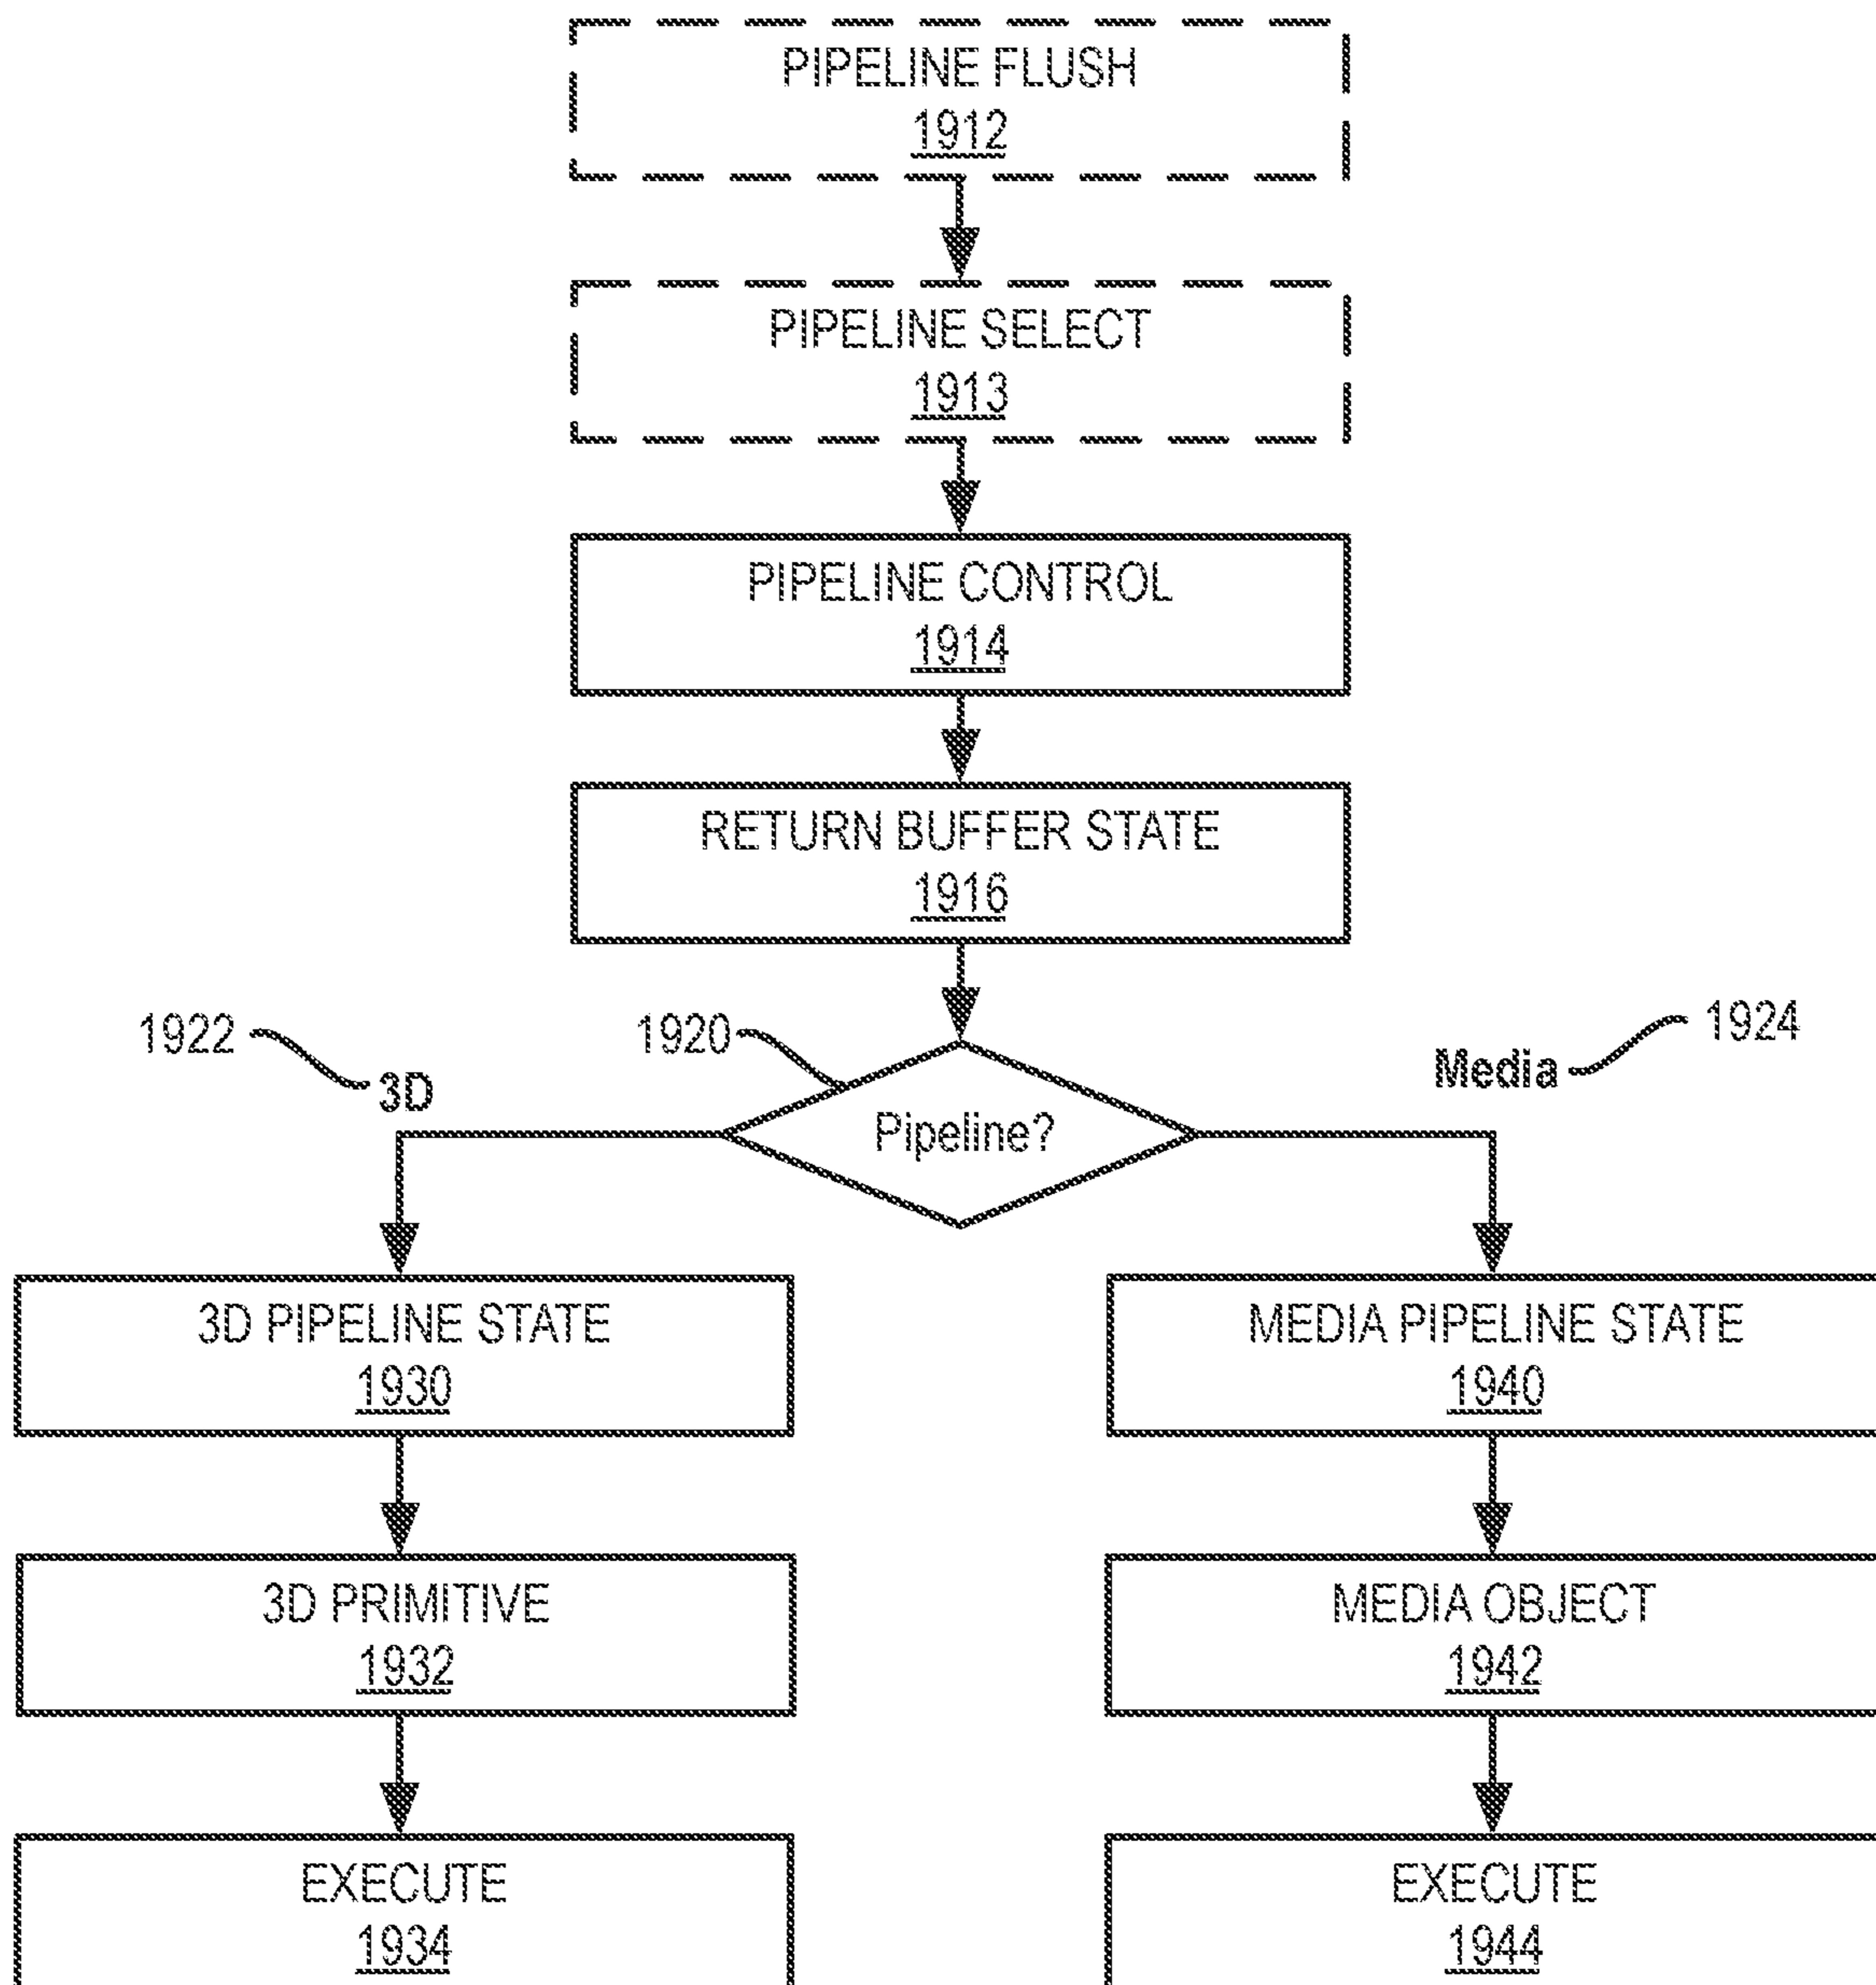 PIPELINE FLUSH
1912
PIPELINE SELECT
1913
PIPELINE CONTROL
1914
RETURN BUFFER STATE
1916
1922
3D
1920
Pipeline?
Media
1924
3D PIPELINE STATE
1930
MEDIA PIPELINE STATE
1940
3D PRIMITIVE
1932
MEDIA OBJECT
1942
EXECUTE
1934
EXECUTE
1944